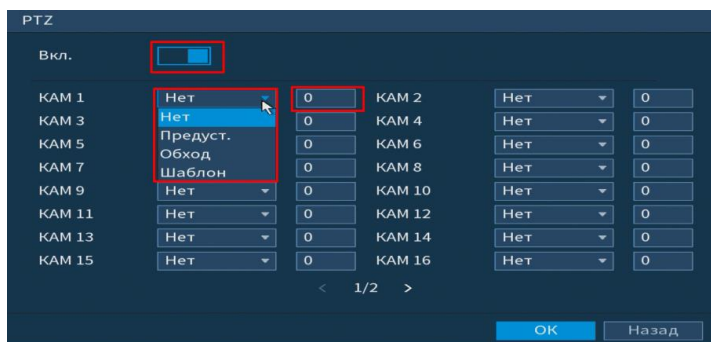 PTZ
Вкл.
КАМ 1 Нет 0 КАМ 2 Нет 0
КАМ 3 Нет 0 КАМ 4 Нет 0
КАМ 5 Предуст. 0 КАМ 6 Нет 0
Обход
КАМ 7 Шаблон 0 КАМ 8 Нет 0
КАМ 9 Нет 0 КАМ 10 Нет 0
КАМ 11 Нет 0 КАМ 12 Нет 0
КАМ 13 Нет 0 КАМ 14 Нет 0
КАМ 15 Нет 0 КАМ 16 Нет 0
< 1/2 >
ОК Назад